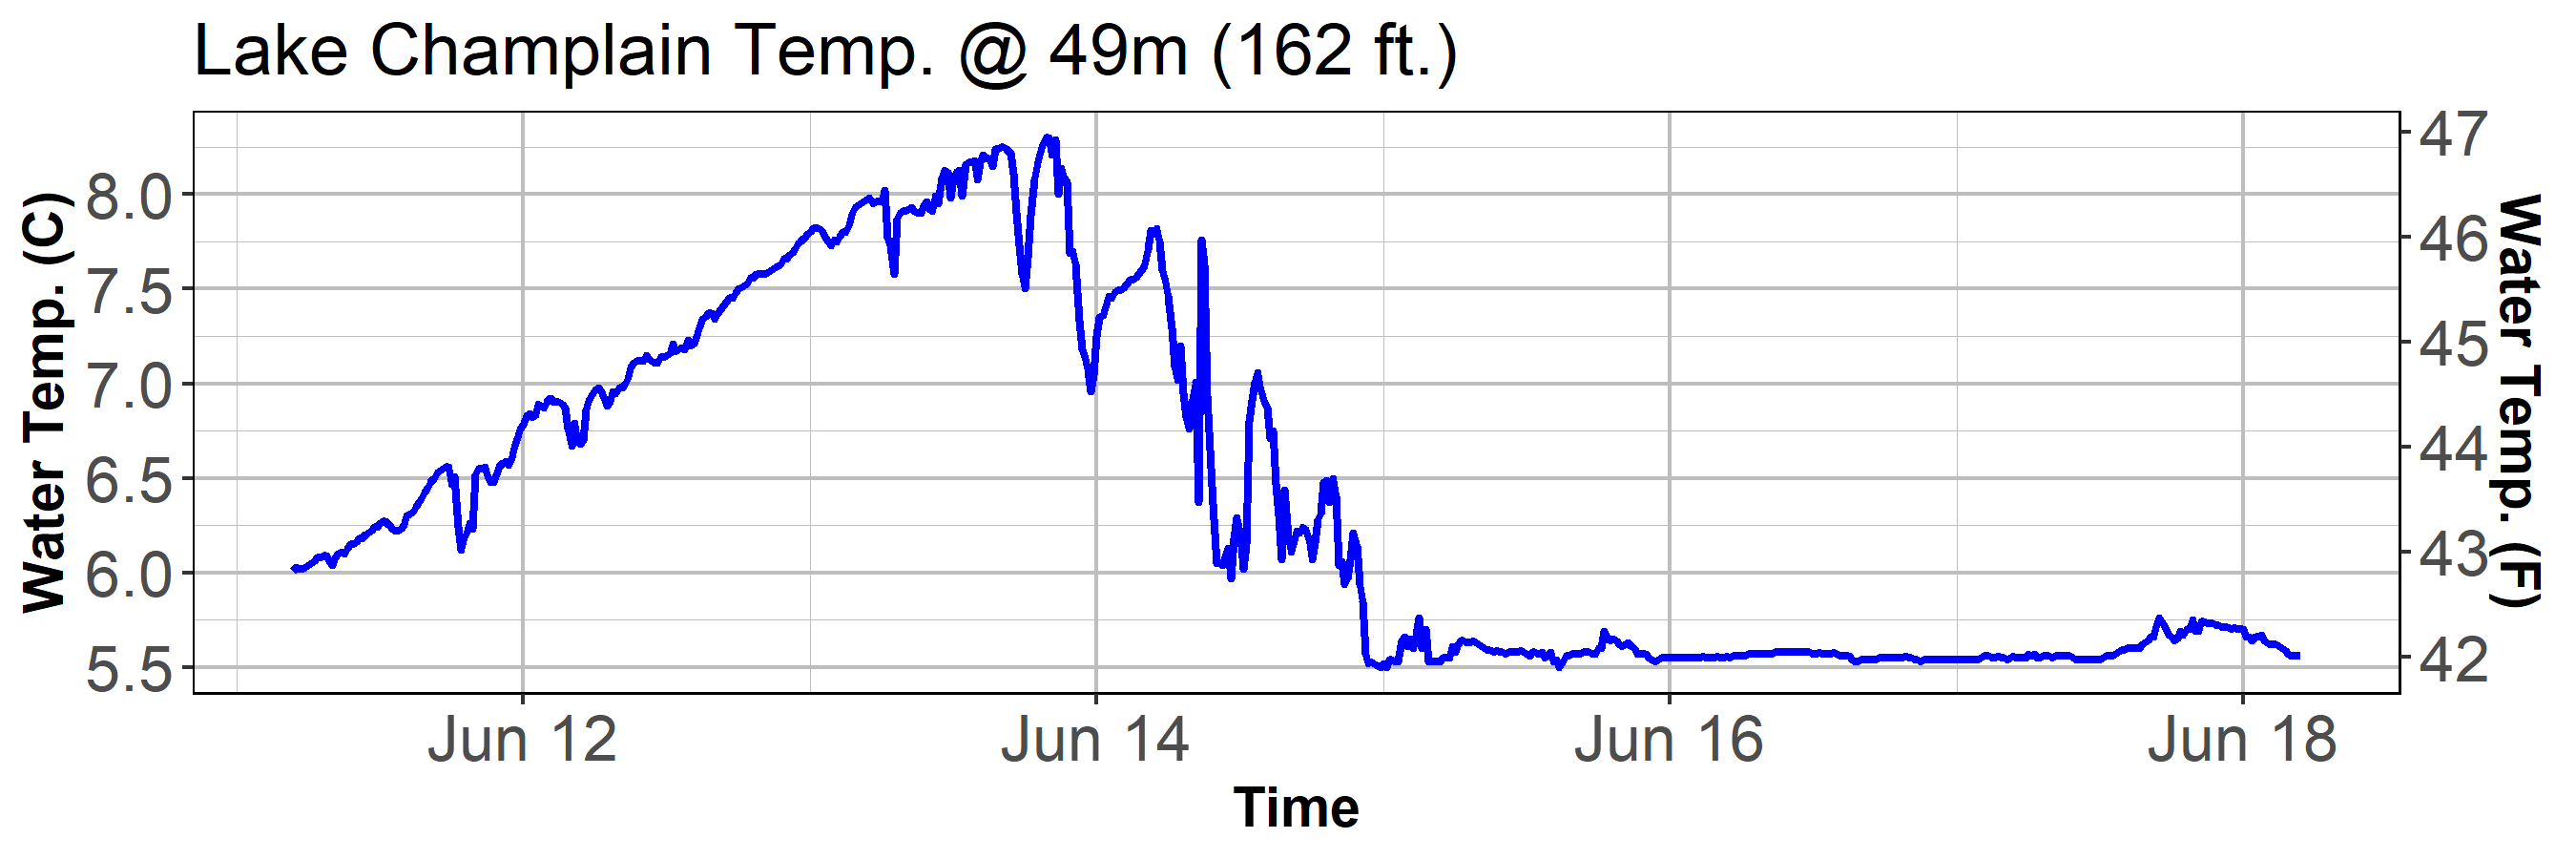 Lake Champlain Temp. @ 49m (162 ft.)
Water Temp. (C)
8.0
7.5
7.0
6.5
6.0
5.5
47
46
45
44
43
42
Water Temp. (F)
Jun 12 Jun 14 Jun 16 Jun 18
Time